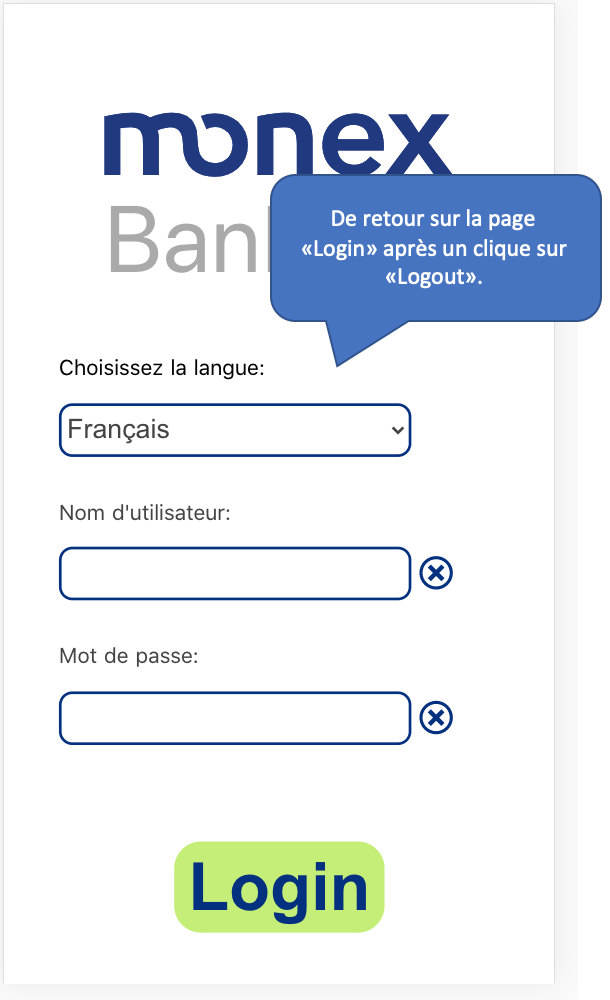 monex
Ban
De retour sur la page
«Login» après un clique sur
«Logout».
Choisissez la langue:
Français
Nom d'utilisateur:
Mot de passe:
Login